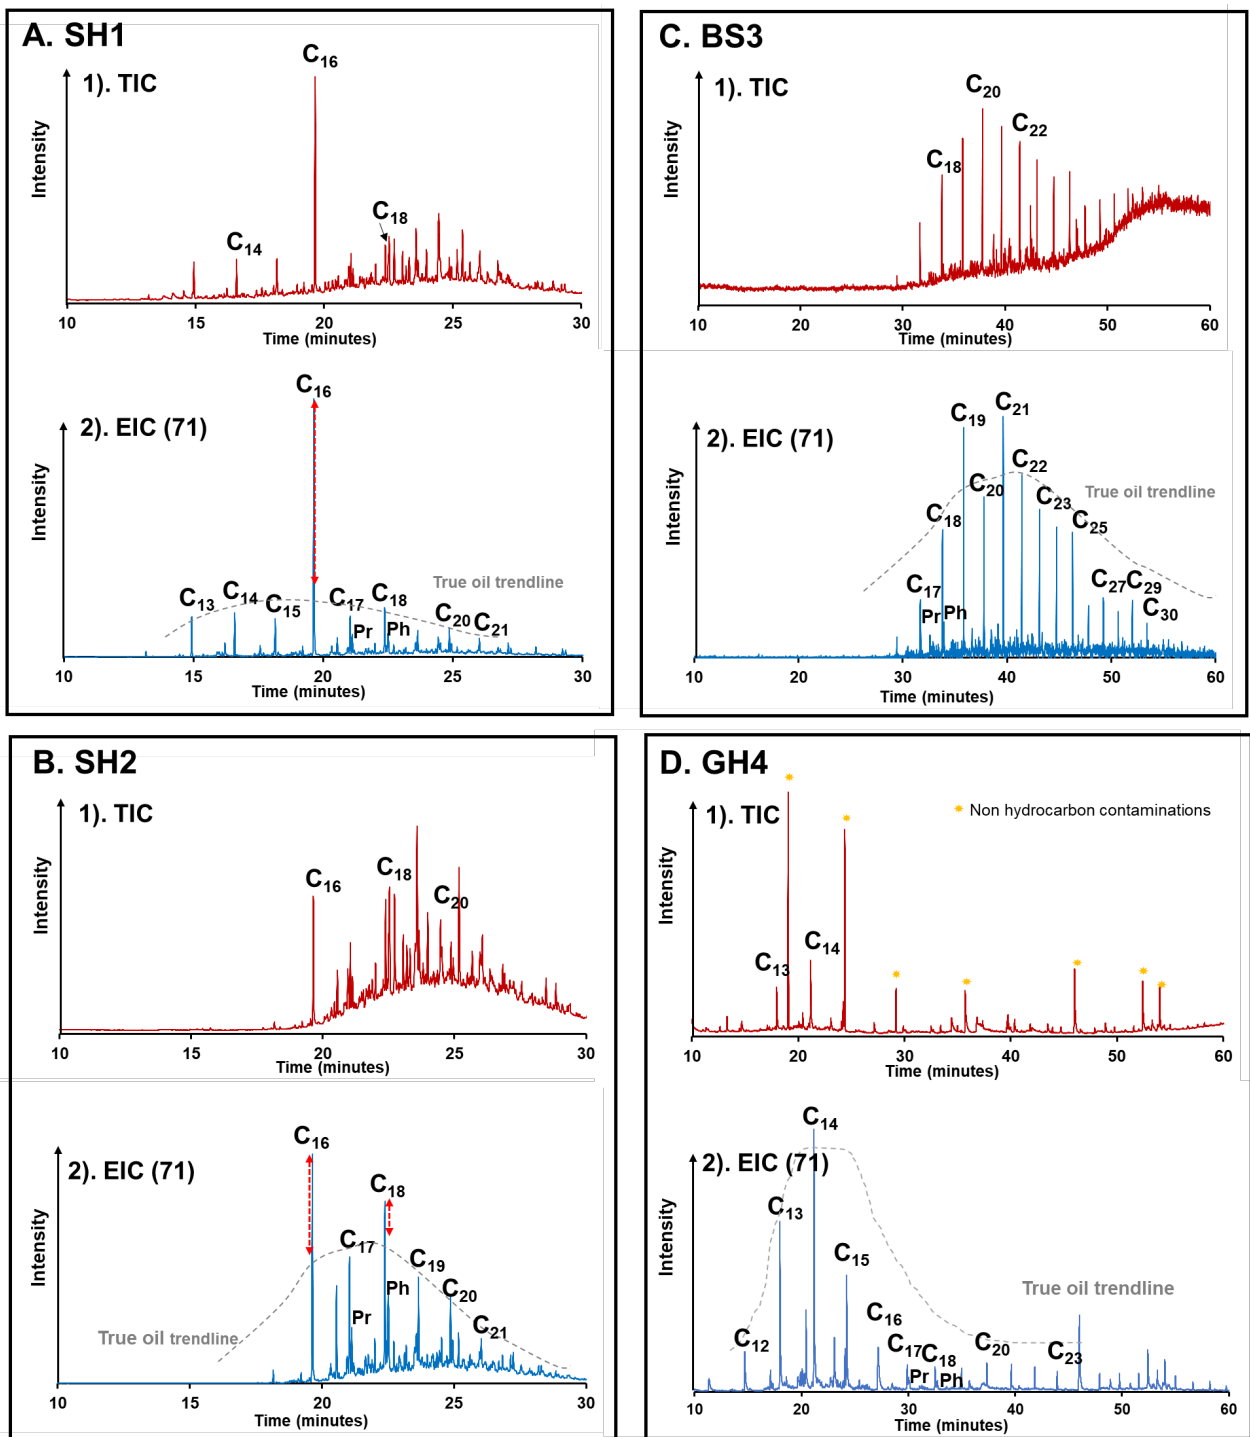 A. SH1
1). TIC
C16
C14
C18
Intensity
10 15 20 25 30
Time (minutes)
2). EIC (71)
C16
C13 C14 C15 C17 C18 C20 C21
Pr Ph
True oil trendline
Intensity
10 15 20 25 30
Time (minutes)
B. SH2
1). TIC
C16 C18 C20
Intensity
10 15 20 25 30
Time (minutes)
2). EIC (71)
C16
C18
C17
C19
C20
C21
Pr Ph
True oil trendline
Intensity
10 15 20 25 30
Time (minutes)
C. BS3
1). TIC
C20
C22
C18
Intensity
10 20 30 40 50 60
Time (minutes)
2). EIC (71)
C19 C21
C22
C20
C23
C18
C25
C17
C27 C29
C30
Pr Ph
True oil trendline
Intensity
10 20 30 40 50 60
Time (minutes)
D. GH4
1). TIC
Non hydrocarbon contaminations
C13 C14
Intensity
10 20 30 40 50 60
Time (minutes)
2). EIC (71)
C14
C13
C15
C16
C12 C17 C18 C20 C23
Pr Ph
True oil trendline
Intensity
10 20 30 40 50 60
Time (minutes)